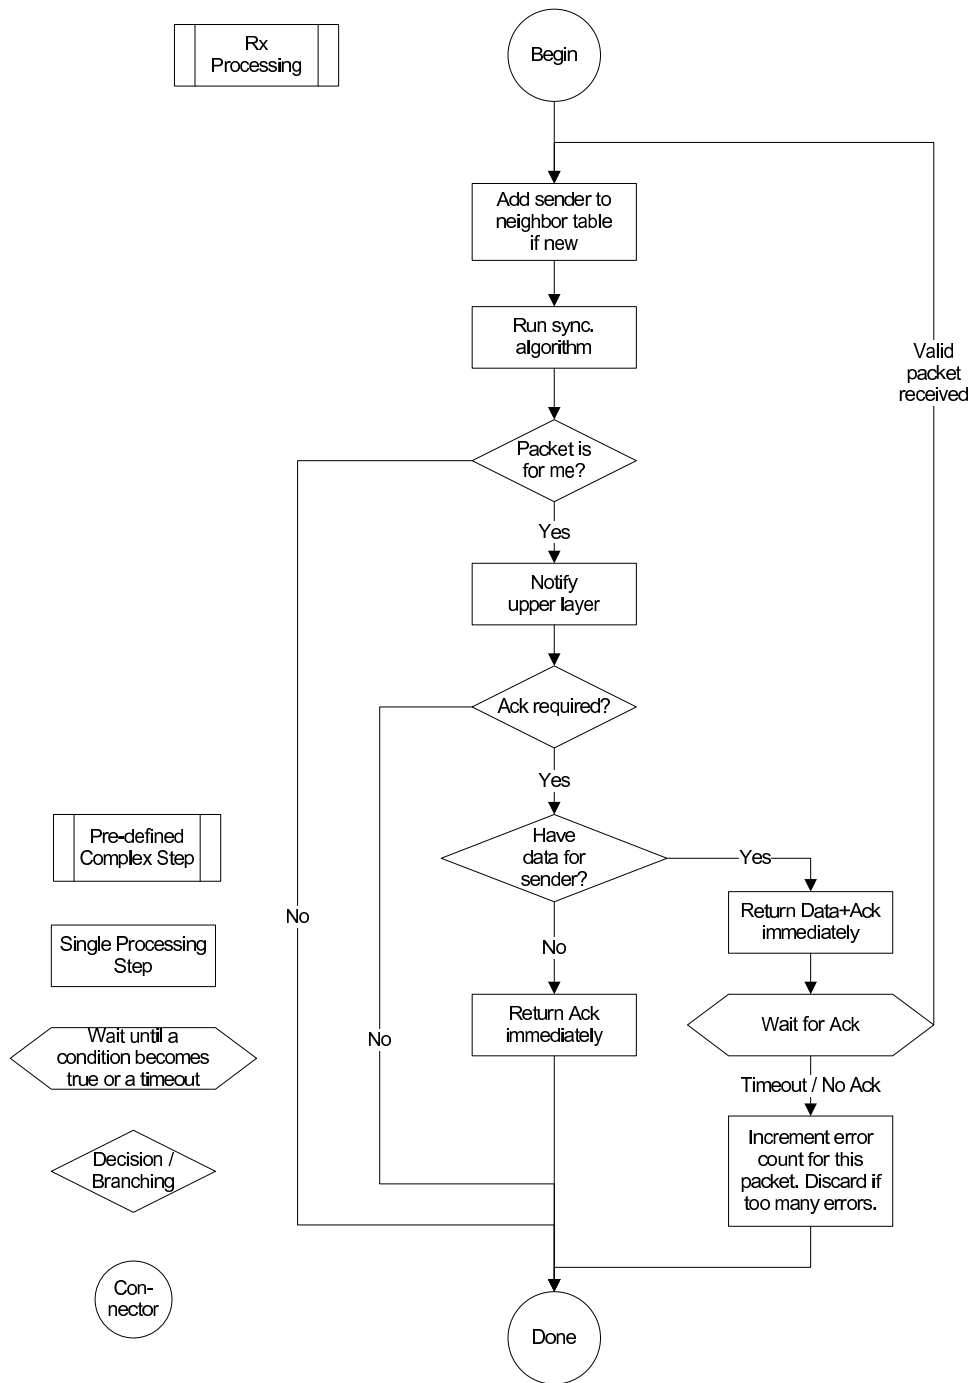 Rx
Processing
Begin
Add sender to
neighbor table
if new
Run sync.
algorithm
Valid
packet
received
Packet is
for me?
Yes
Notify
upper layer
Ack required?
Yes
Pre-defined
Complex Step
Have
data for
sender?
Yes
No
Return Data+Ack
immediately
Single Processing
Step
No
Return Ack
immediately
Wait for Ack
Wait until a
condition becomes
true or a timeout
No
Timeout / No Ack
Increment error
count for this
packet. Discard if
too many errors.
Decision /
Branching
Con-
nector
Done